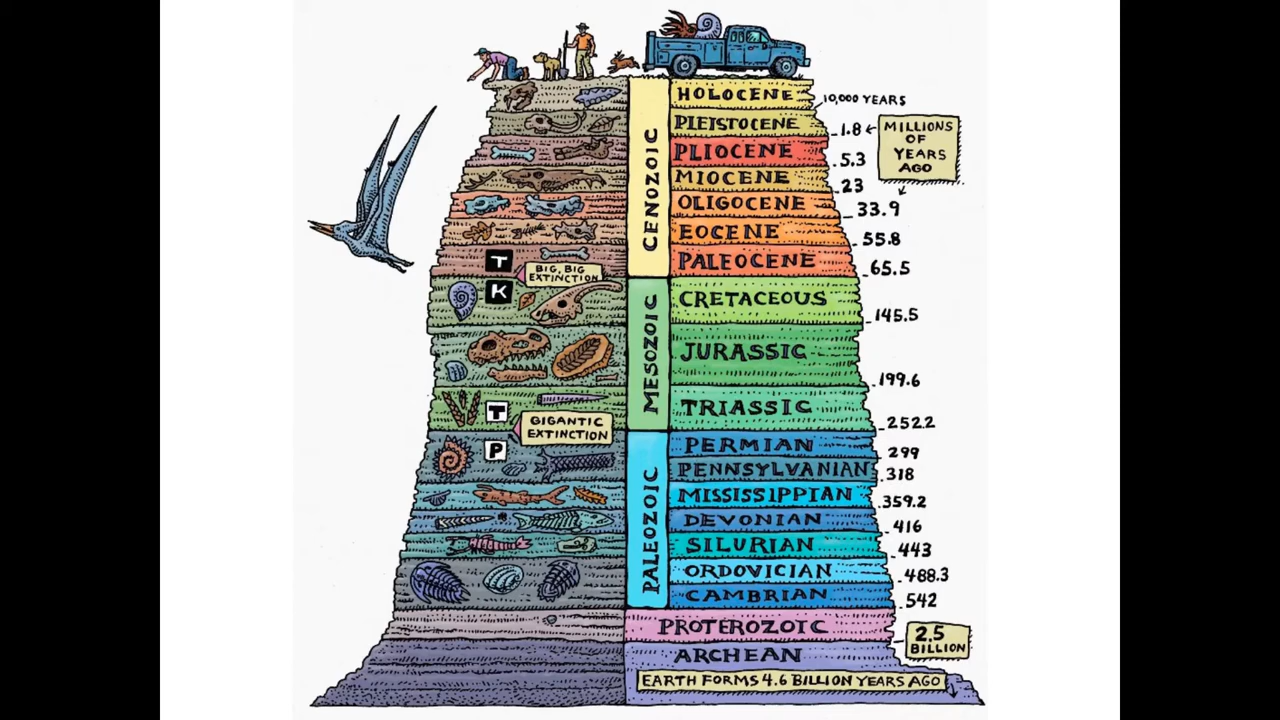 HOLOCENE
10,000 YEARS
PLEISTOCENE
1.8
MILLIONS
OF
YEARS
AGO
PLIOCENE
5.3
MIOCENE
23
OLIGOCENE
33.9
EOCENE
55.8
PALEOCENE
65.5
CENOZOIC
T
BIG, BIG
EXTINCTION
K
CRETACEOUS
145.5
JURASSIC
199.6
TRIASSIC
252.2
MESOZOIC
T
GIGANTIC
EXTINCTION
P
PERMIAN
299
PENNSYLVANIAN
318
MISSISSIPPIAN
359.2
DEVONIAN
416
SILURIAN
443
ORDOVICIAN
488.3
CAMBRIAN
542
PALEOZOIC
PROTEROZOIC
2.5
BILLION
ARCHEAN
EARTH FORMS 4.6 BILLION YEARS AGO